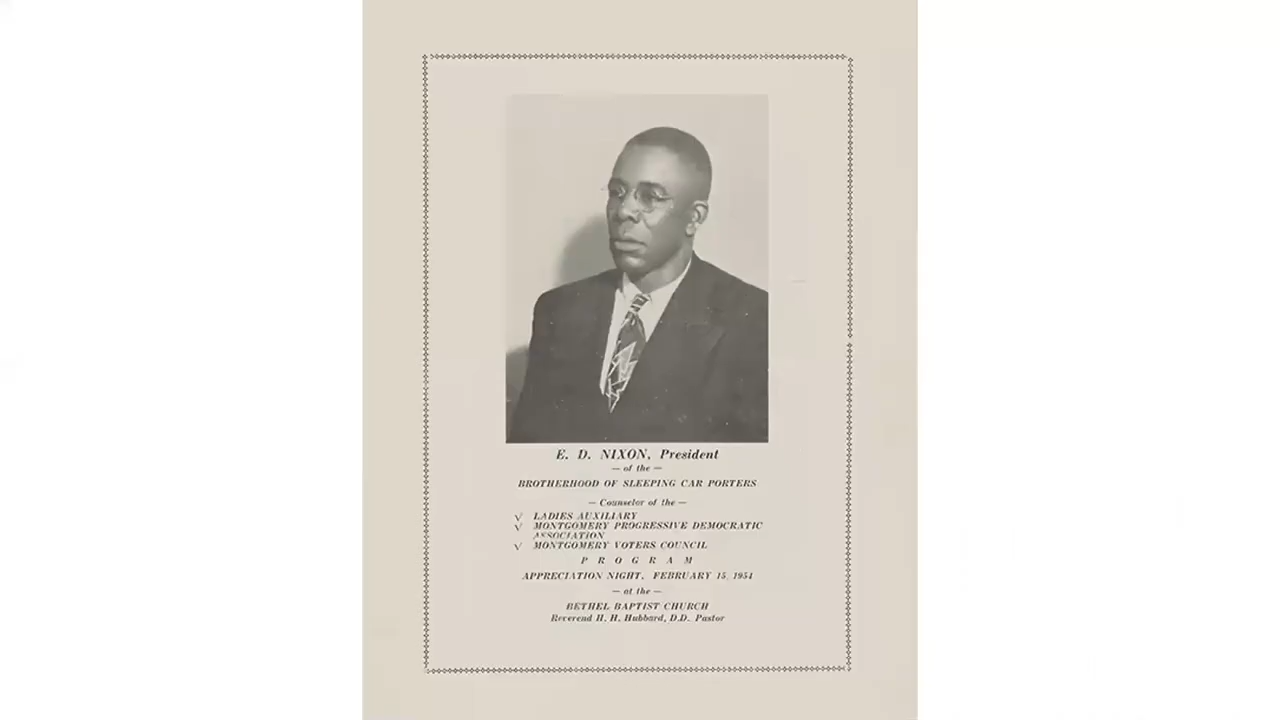 E. D. NIXON, President
— of the —
BROTHERHOOD OF SLEEPING CAR PORTERS
— Counselor of the —
√ LADIES AUXILIARY
√ MONTGOMERY PROGRESSIVE DEMOCRATIC
ASSOCIATION
√ MONTGOMERY VOTERS COUNCIL
P R O G R A M
APPRECIATION NIGHT, FEBRUARY 15, 1954
— at the —
BETHEL BAPTIST CHURCH
Reverend H. H. Hubbard, D.D. Pastor